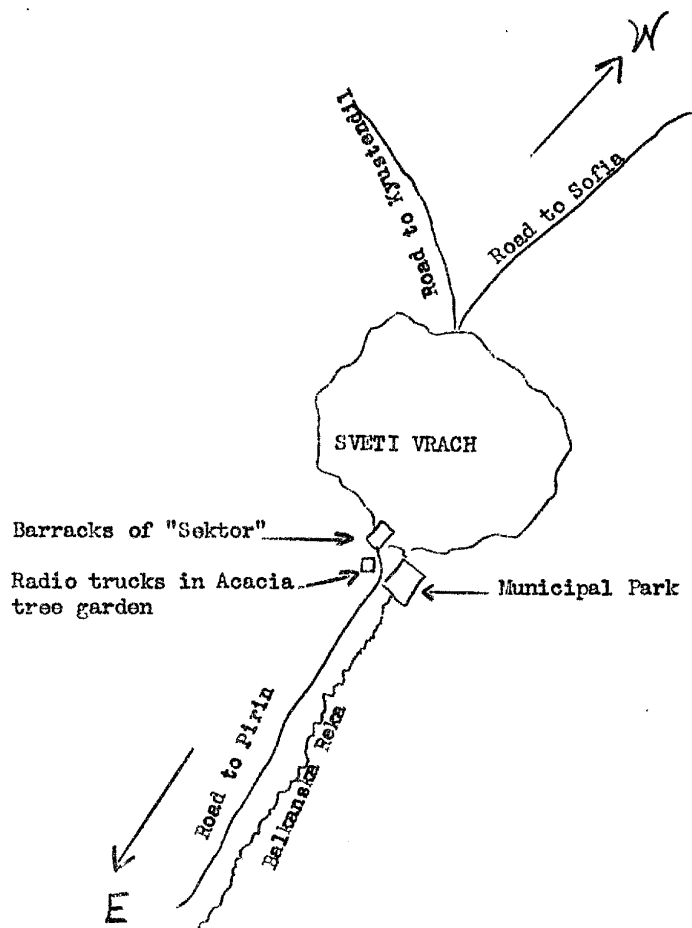 W
Road to Kyustendil
Road to Sofia
SVETI VRACH
Barracks of "Sektor"
Radio trucks in Acacia
tree garden
Municipal Park
Road to Pirin
Balkanska Reka
E